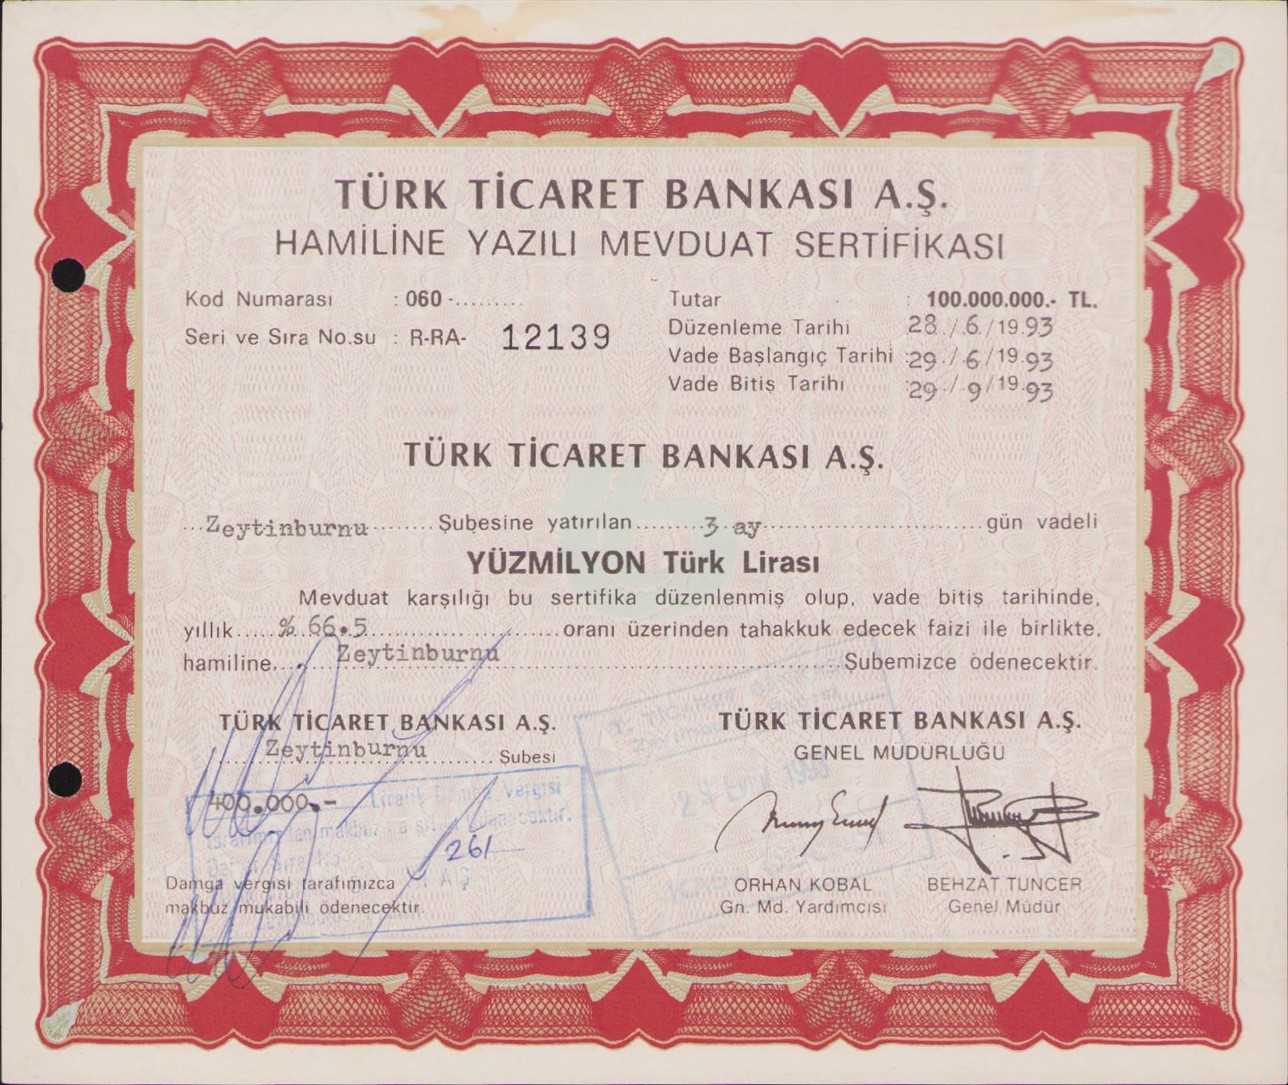 TÜRK TİCARET BANKASI A.Ş.
HAMİLİNE YAZILI MEVDUAT SERTİFİKASI
Kod Numarası : 060 -.........
Seri ve Sıra No.su : R-RA- 12139
Tutar : 100.000.000.- TL.
Düzenleme Tarihi 28./.6./1993
Vade Başlangıç Tarihi :29./6/19.93
Vade Bitiş Tarihi :29./.9/19.93
TÜRK TİCARET BANKASI A.Ş.
...Zeytinburnu........Şubesine yatırılan.........3.ay.............................gün vadeli
YÜZMİLYON Türk Lirası
Mevduat karşılığı bu sertifika düzenlenmiş olup, vade bitiş tarihinde,
yıllık.....%.66.5.........................oranı üzerinden tahakkuk edecek faizi ile birlikte,
hamiline....Zeytinburnu..............................................Şubemizce ödenecektir.
TÜRK TİCARET BANKASI A.Ş.
Zeytinburnu Şubesi
TÜRK TİCARET BANKASI A.Ş.
GENEL MÜDÜRLÜĞÜ
400.000.-
261
Damga vergisi tarafımızca
makbuz mukabili ödenecektir.
ORHAN KOBAL
Gn. Md. Yardımcısı
BEHZAT TUNCER
Genel Müdür